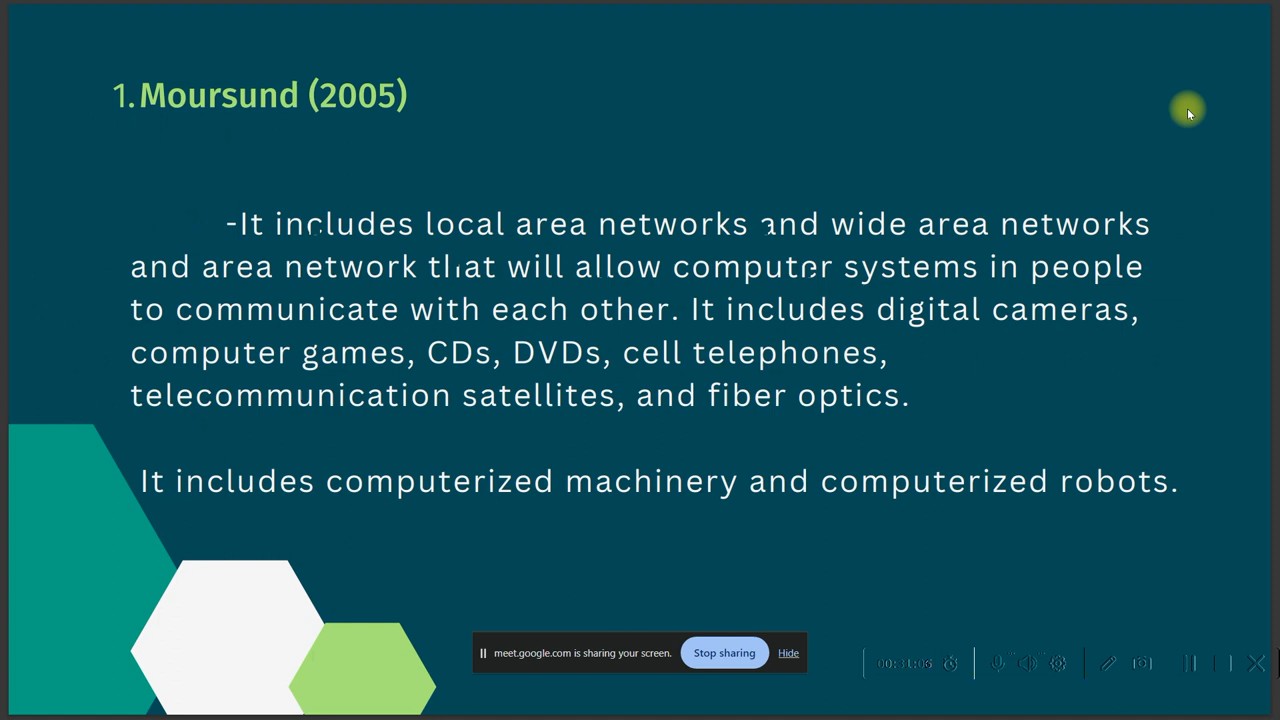 1. Moursund (2005)
-It includes local area networks and wide area networks
and area network that will allow computer systems in people
to communicate with each other. It includes digital cameras,
computer games, CDs, DVDs, cell telephones,
telecommunication satellites, and fiber optics.
It includes computerized machinery and computerized robots.
meet.google.com is sharing your screen. Stop sharing Hide
00:31:06